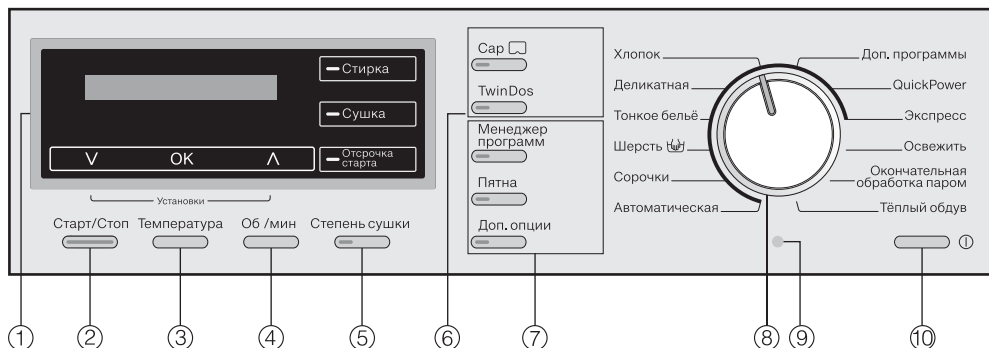 Стирка
Сушка
Отсрочка
старта
OK
Установки
Старт/Стоп
Температура
Об /мин
Степень сушки
Cap
TwinDos
Менеджер
программ
Пятна
Доп. опции
Хлопок
Деликатная
Тонкое бельё
Шерсть
Сорочки
Автоматическая
Доп. программы
QuickPower
Экспресс
Освежить
Окончательная
обработка паром
Тёплый обдув
1 2 3 4 5 6 7 8 9 10